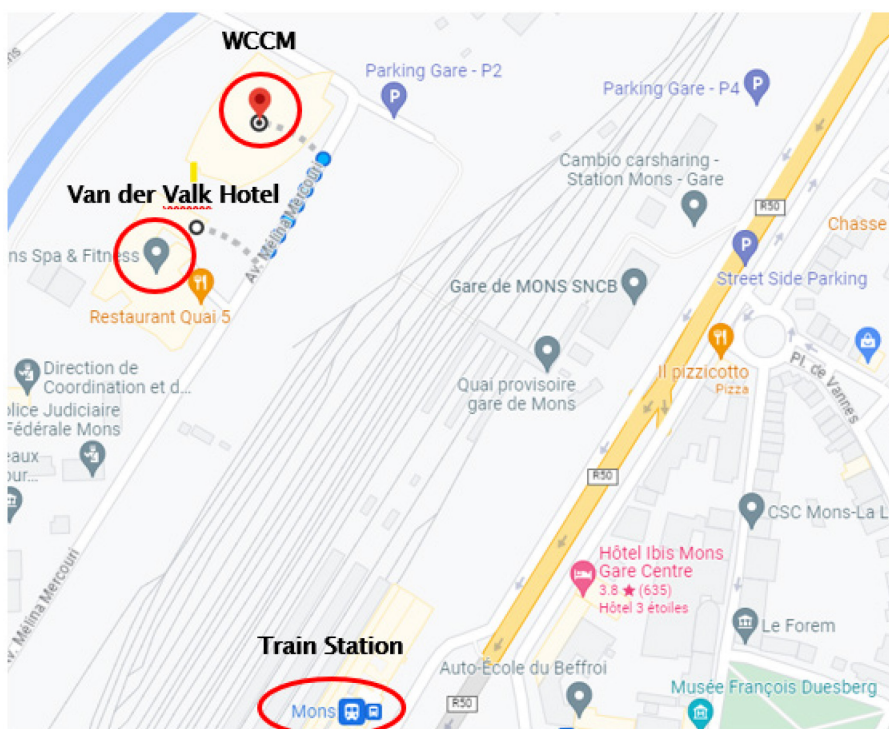 WCCM
Parking Gare - P2
Parking Gare - P4
P
P
Cambio carsharing -
Station Mons - Gare
Van der Valk Hotel
Av. Mélina Mercouri
R50
Chasse
ns Spa & Fitness
P
Street Side Parking
Gare de MONS SNCB
Restaurant Quai 5
Il pizzicotto
Pizza
Pl. de Vannes
Direction de
Coordination et d...
Quai provisoire
gare de Mons
olice Judiciaire
Fédérale Mons
eaux
our...
R50
CSC Mons-La L
Hôtel Ibis Mons
Gare Centre
3.8 ★ (635)
Hôtel 3 étoiles
Av. Mélina Mercouri
Le Forem
Train Station
Auto-École du Beffroi
Musée François Duesberg
Mons
R50